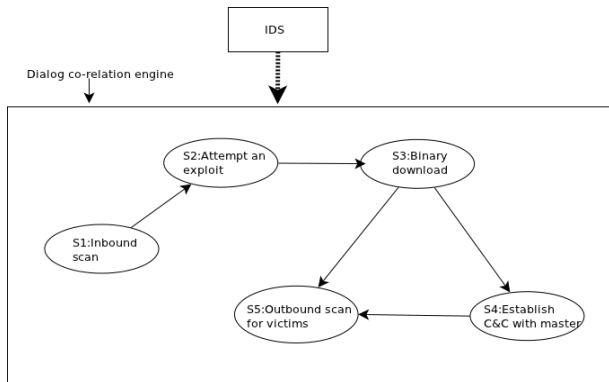 IDS
Dialog co-relation engine
S2:Attempt an
exploit
S3:Binary
download
S1:Inbound
scan
S5:Outbound scan
for victims
S4:Establish
C&C with master